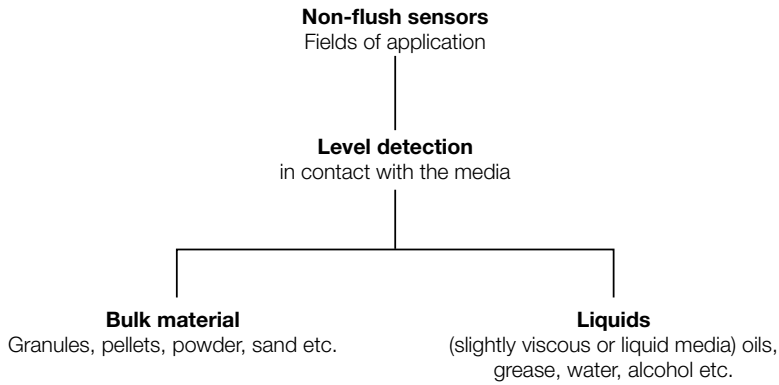 Non-flush sensors
Fields of application
Level detection
in contact with the media
Bulk material
Granules, pellets, powder, sand etc.
Liquids
(slightly viscous or liquid media) oils,
grease, water, alcohol etc.